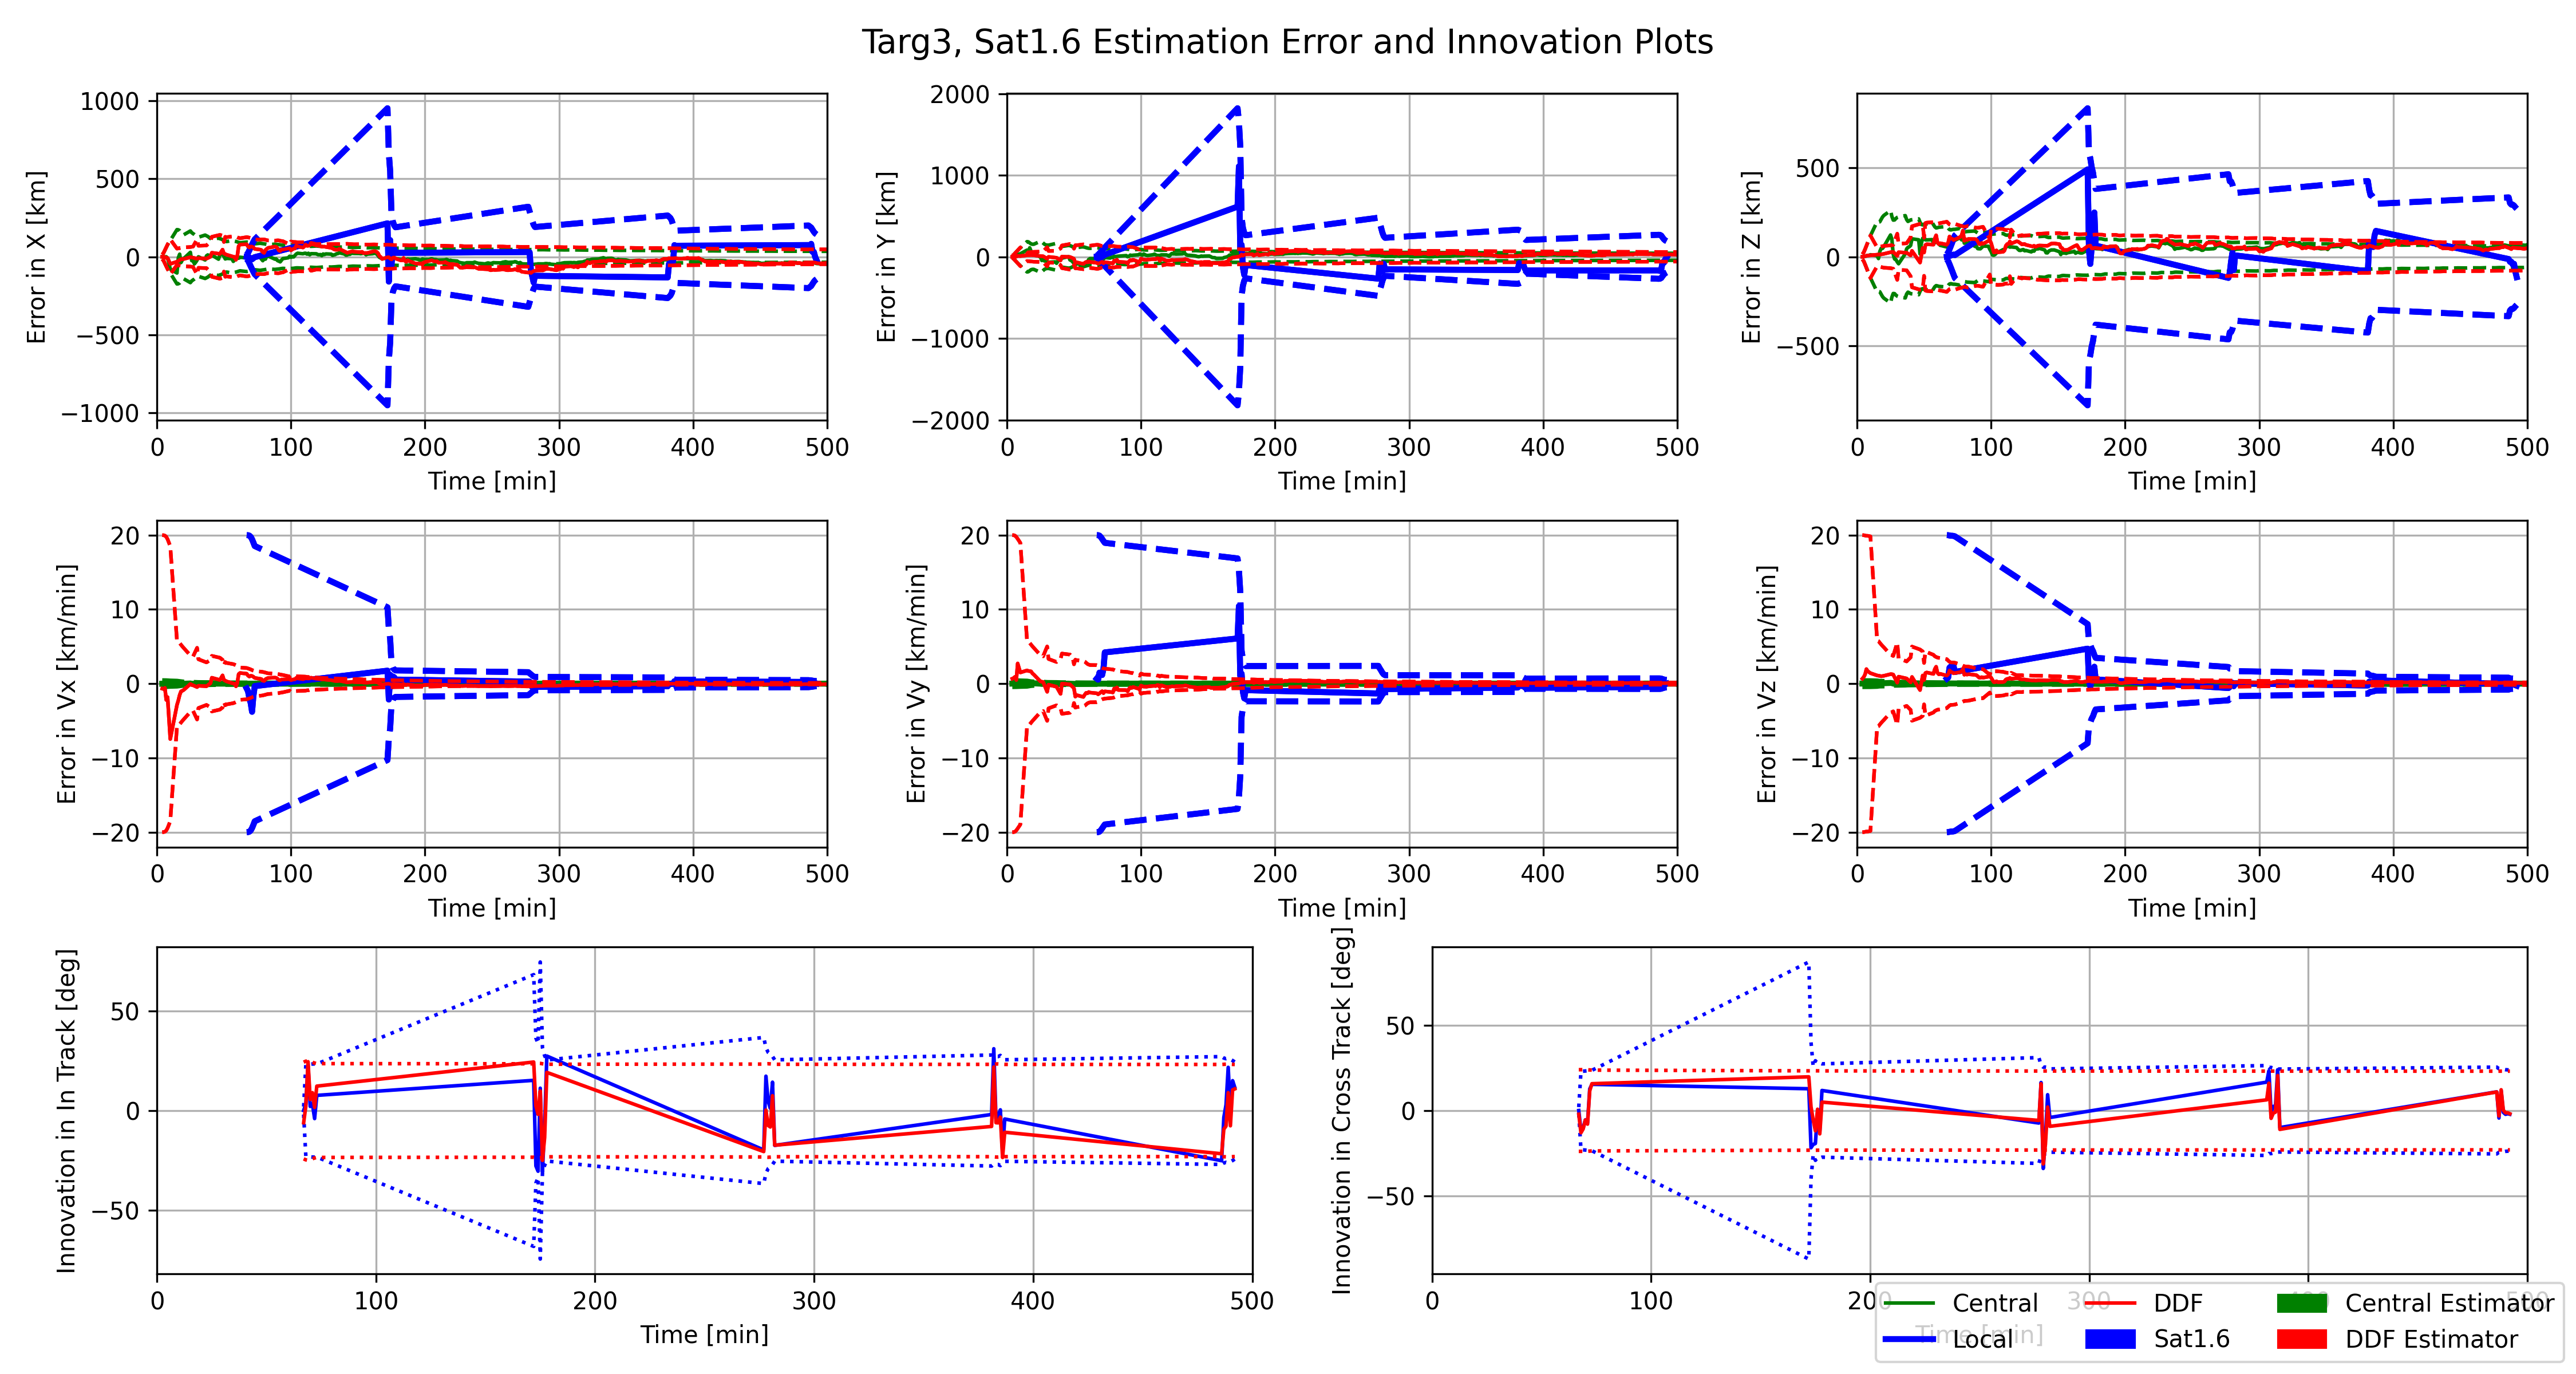 Targ3, Sat1.6 Estimation Error and Innovation Plots
Error in X [km]
1000
500
0
−500
−1000
0 100 200 300 400 500
Time [min]
Error in Y [km]
2000
1000
0
−1000
−2000
0 100 200 300 400 500
Time [min]
Error in Z [km]
500
0
−500
0 100 200 300 400 500
Time [min]
Error in Vx [km/min]
20
10
0
−10
−20
0 100 200 300 400 500
Time [min]
Error in Vy [km/min]
20
10
0
−10
−20
0 100 200 300 400 500
Time [min]
Error in Vz [km/min]
20
10
0
−10
−20
0 100 200 300 400 500
Time [min]
Innovation in In Track [deg]
50
0
−50
0 100 200 300 400 500
Time [min]
Innovation in Cross Track [deg]
50
0
−50
0 100 200 300 400 500
Time [min]
Central DDF Central Estimator
Local Sat1.6 DDF Estimator